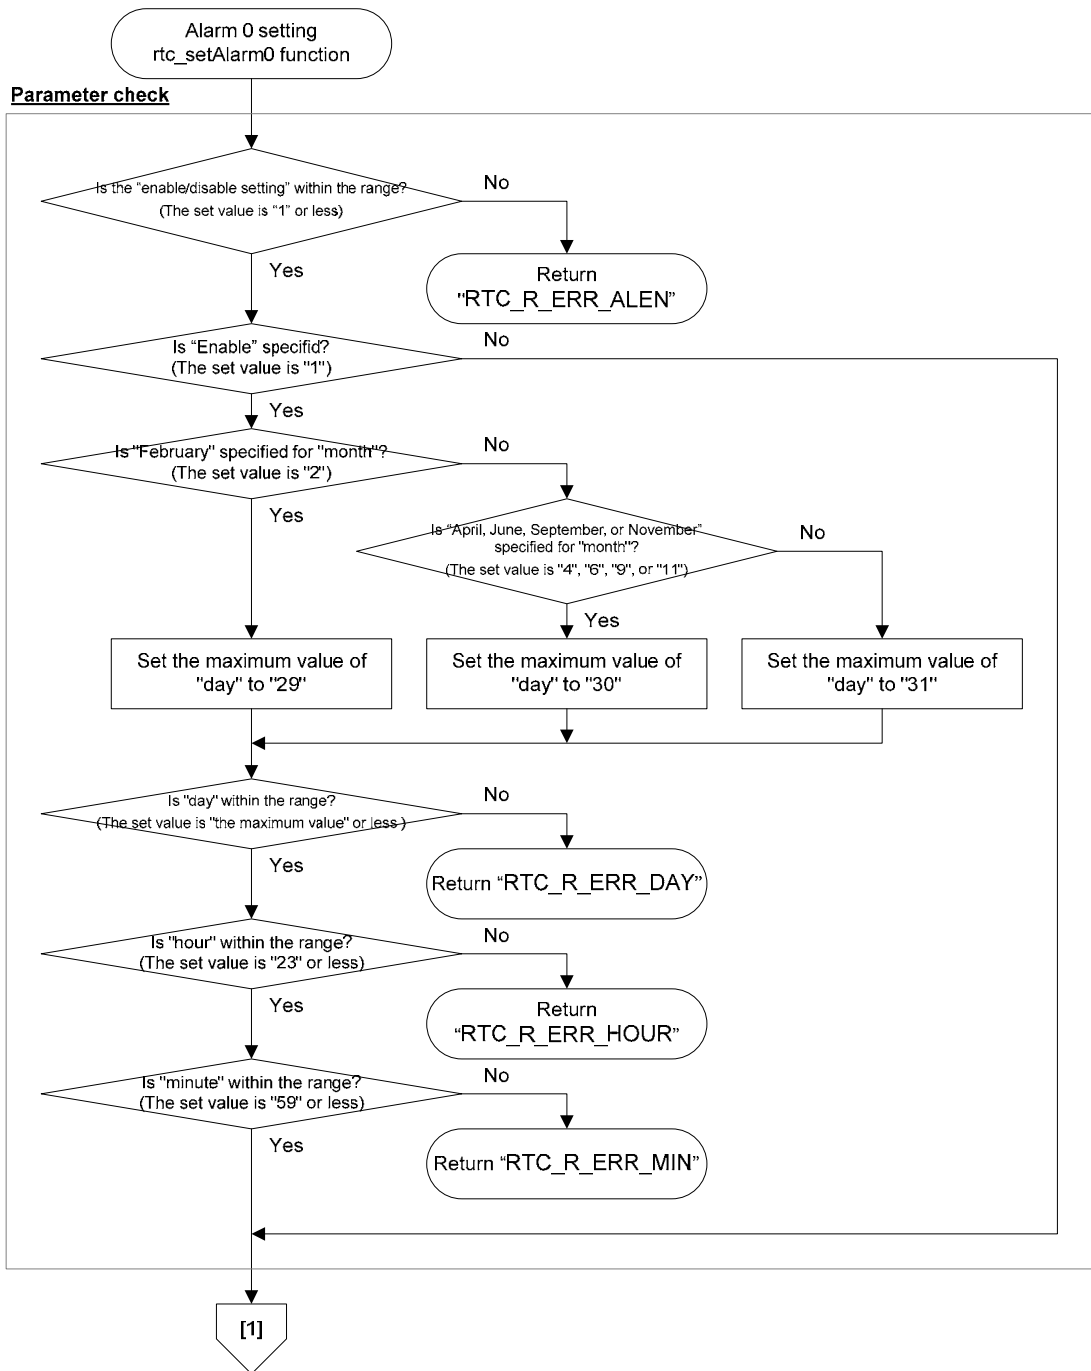 Alarm 0 setting
rtc_setAlarm0 function
Parameter check
Is the “enable/disable setting” within the range?
(The set value is “1” or less)
No
Yes
Return
"RTC_R_ERR_ALEN”
Is “Enable” specifid?
(The set value is "1")
No
Yes
Is "February" specified for "month"?
(The set value is "2")
No
Yes
Is “April, June, September, or November”
specified for "month"?
(The set value is "4", "6", "9", or "11")
No
Yes
Set the maximum value of
"day" to "29"
Set the maximum value of
"day" to "30"
Set the maximum value of
"day" to "31"
Is "day" within the range?
(The set value is "the maximum value" or less )
No
Yes
Return “RTC_R_ERR_DAY”
Is "hour" within the range?
(The set value is "23" or less)
No
Yes
Return
“RTC_R_ERR_HOUR”
Is "minute" within the range?
(The set value is "59" or less)
No
Yes
Return “RTC_R_ERR_MIN”
[1]